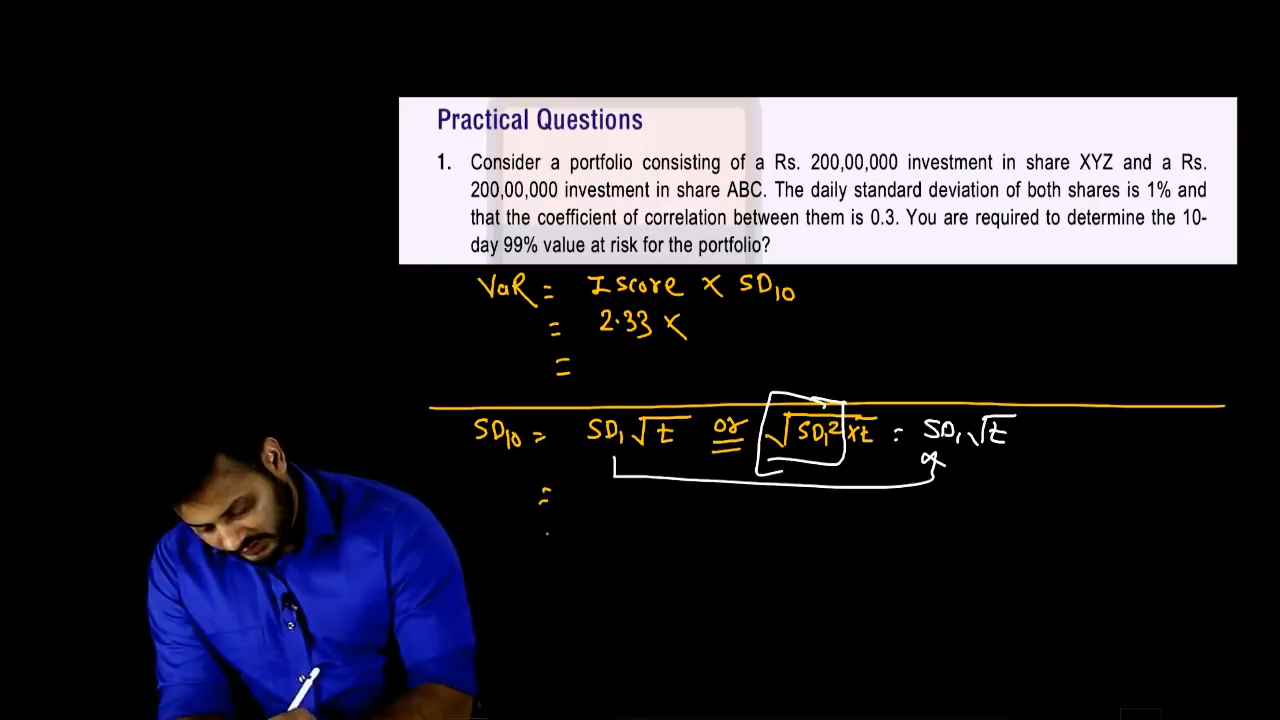 Practical Questions
1. Consider a portfolio consisting of a Rs. 200,00,000 investment in share XYZ and a Rs.
200,00,000 investment in share ABC. The daily standard deviation of both shares is 1% and
that the coefficient of correlation between them is 0.3. You are required to determine the 10-
day 99% value at risk for the portfolio?
VaR = Z score × SD₁₀
= 2.33 ×
=
SD₁₀ = SD₁√t or √SD₁²×t = SD₁√t
=